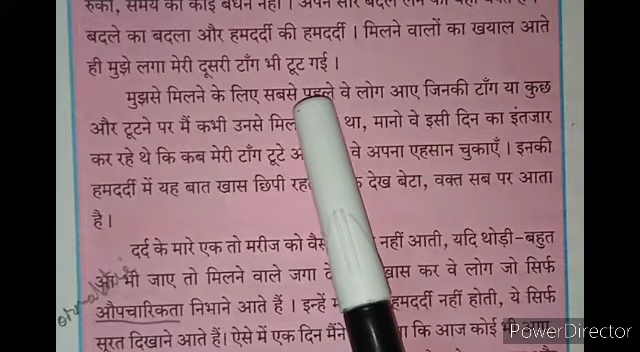 रुको, समय का कोई बंधन नहीं। अपने सारे बदले लेने का यही वक्त है।
बदले का बदला और हमदर्दी की हमदर्दी। मिलने वालों का खयाल आते
ही मुझे लगा मेरी दूसरी टाँग भी टूट गई।
मुझसे मिलने के लिए सबसे पहले वे लोग आए जिनकी टाँग या कुछ
और टूटने पर मैं कभी उनसे मिल था, मानो वे इसी दिन का इंतजार
कर रहे थे कि कब मेरी टाँग टूटे वे अपना एहसान चुकाएँ। इनकी
हमदर्दी में यह बात खास छिपी देख बेटा, वक्त सब पर आता
है।
दर्द के मारे एक तो मरीज को नहीं आती, यदि थोड़ी-बहुत
भी जाए तो मिलने वाले जगा खास कर वे लोग जो सिर्फ
औपचारिकता निभाने आते हैं। इन्हें हमदर्दी नहीं होती, ये सिर्फ
सूरत दिखाने आते हैं। ऐसे में एक दिन मैंने कि आज कोई भी
PowerDirector